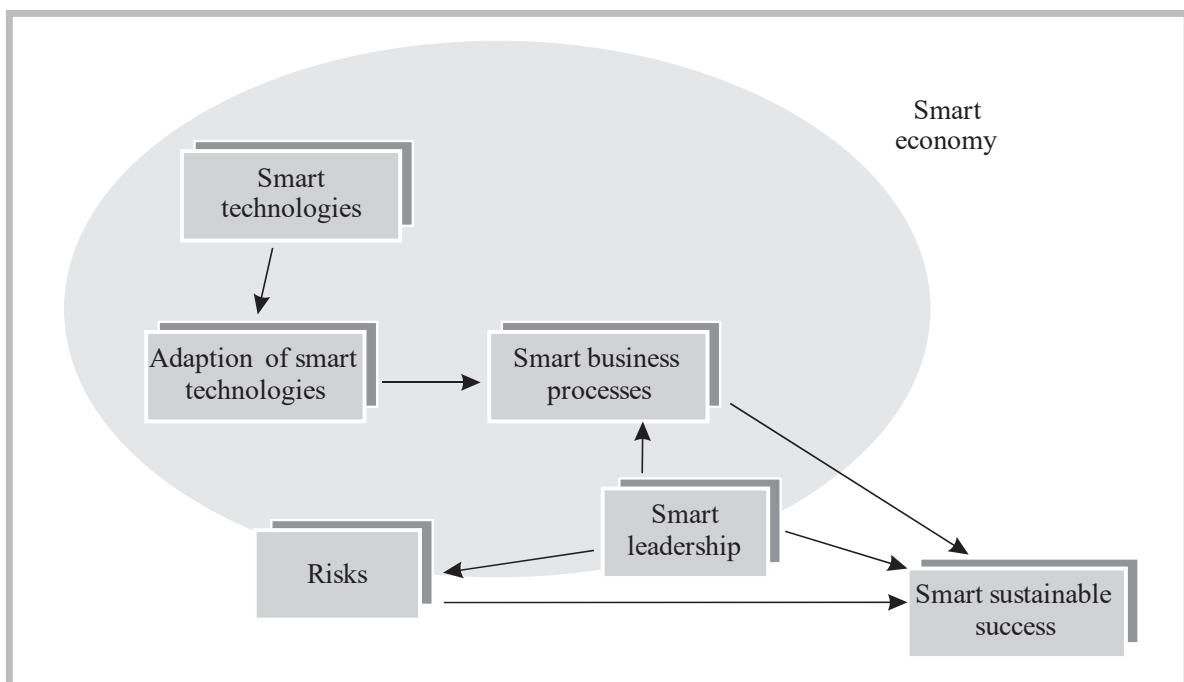 Smart
economy
Smart
technologies
Adaption of smart
technologies
Smart business
processes
Smart
leadership
Risks
Smart sustainable
success